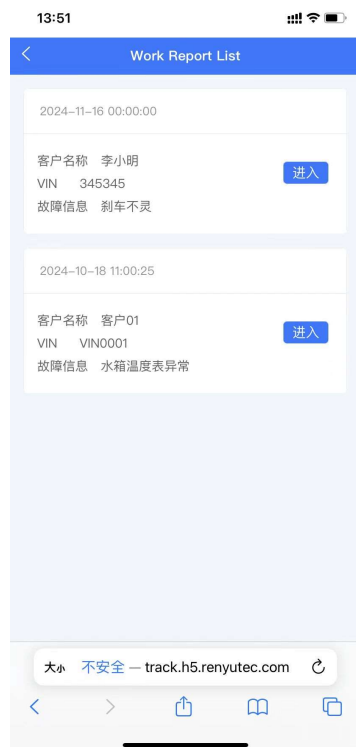 13:51
Work Report List
2024-11-16 00:00:00
客户名称 李小明
进入
VIN 345345
故障信息 刹车不灵
2024-10-18 11:00:25
客户名称 客户01
进入
VIN VIN0001
故障信息 水箱温度表异常
大小 不安全 — track.h5.renyutec.com